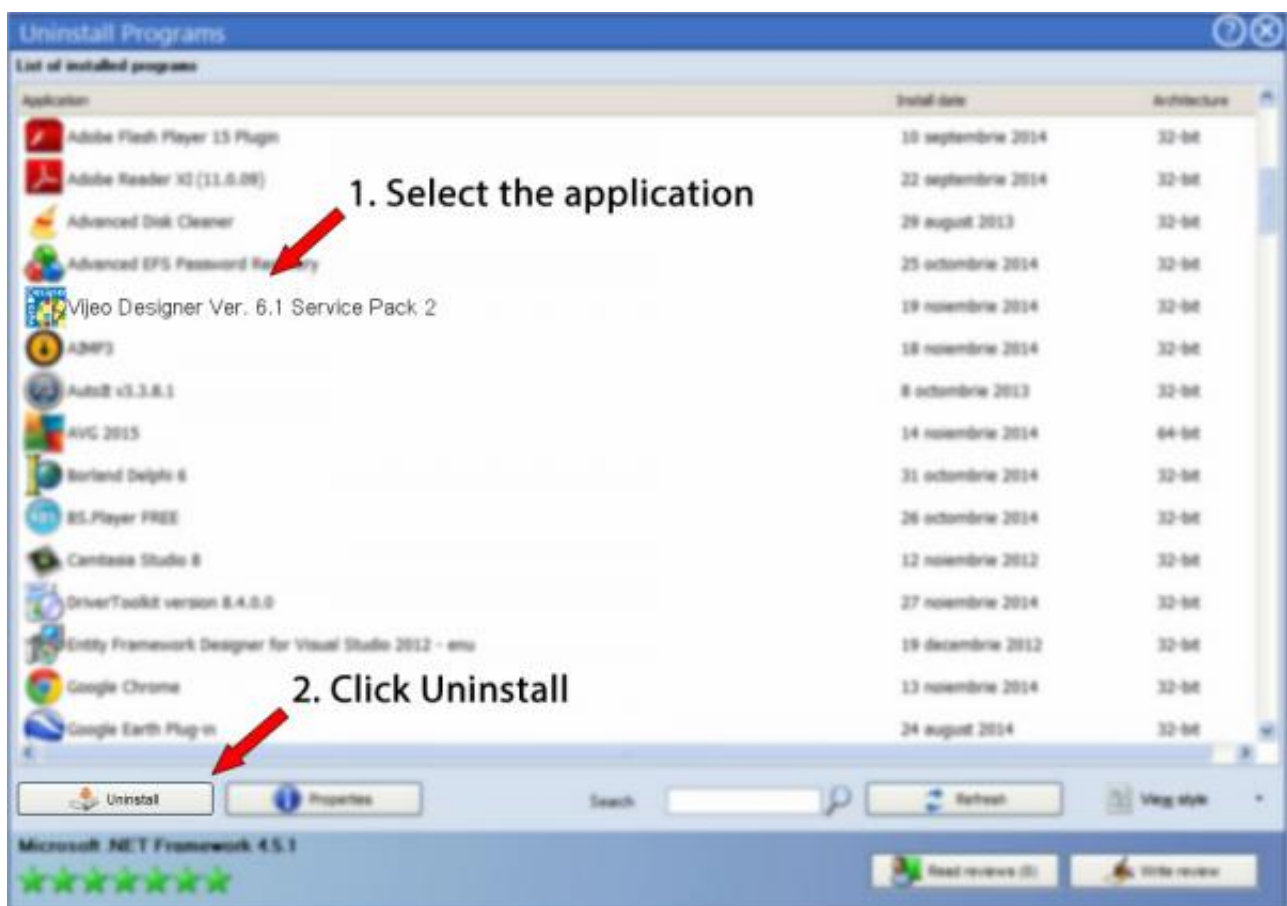 Uninstall Programs
List of installed programs
Application Install date Architecture
Adobe Flash Player 15 Plugin 10 septembrie 2014 32-bit
Adobe Reader XI (11.0.09) 22 septembrie 2014 32-bit
1. Select the application
Advanced Disk Cleaner 29 august 2013 32-bit
Advanced EFS Password Recovery 25 octombrie 2014 32-bit
Vijeo Designer Ver. 6.1 Service Pack 2 19 noiembrie 2014 32-bit
AIMP3 18 noiembrie 2014 32-bit
AutoIt v3.3.8.1 8 octombrie 2013 32-bit
AVG 2015 14 noiembrie 2014 64-bit
Borland Delphi 6 31 octombrie 2014 32-bit
BS.Player FREE 26 octombrie 2014 32-bit
Camtasia Studio 8 12 noiembrie 2012 32-bit
DriverToolkit version 8.4.0.0 27 noiembrie 2014 32-bit
Entity Framework Designer for Visual Studio 2012 - enu 19 decembrie 2012 32-bit
Google Chrome 13 noiembrie 2014 32-bit
2. Click Uninstall
Google Earth Plug-in 24 august 2014 32-bit
Uninstall Properties Search Refresh View style
Microsoft .NET Framework 4.5.1
Read reviews (0) Write review